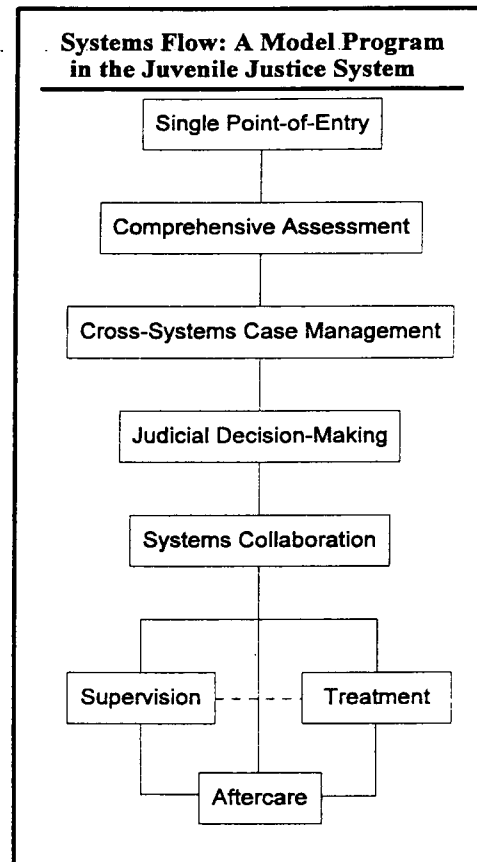 Systems Flow: A Model Program
in the Juvenile Justice System
Single Point-of-Entry
Comprehensive Assessment
Cross-Systems Case Management
Judicial Decision-Making
Systems Collaboration
Supervision
Treatment
Aftercare